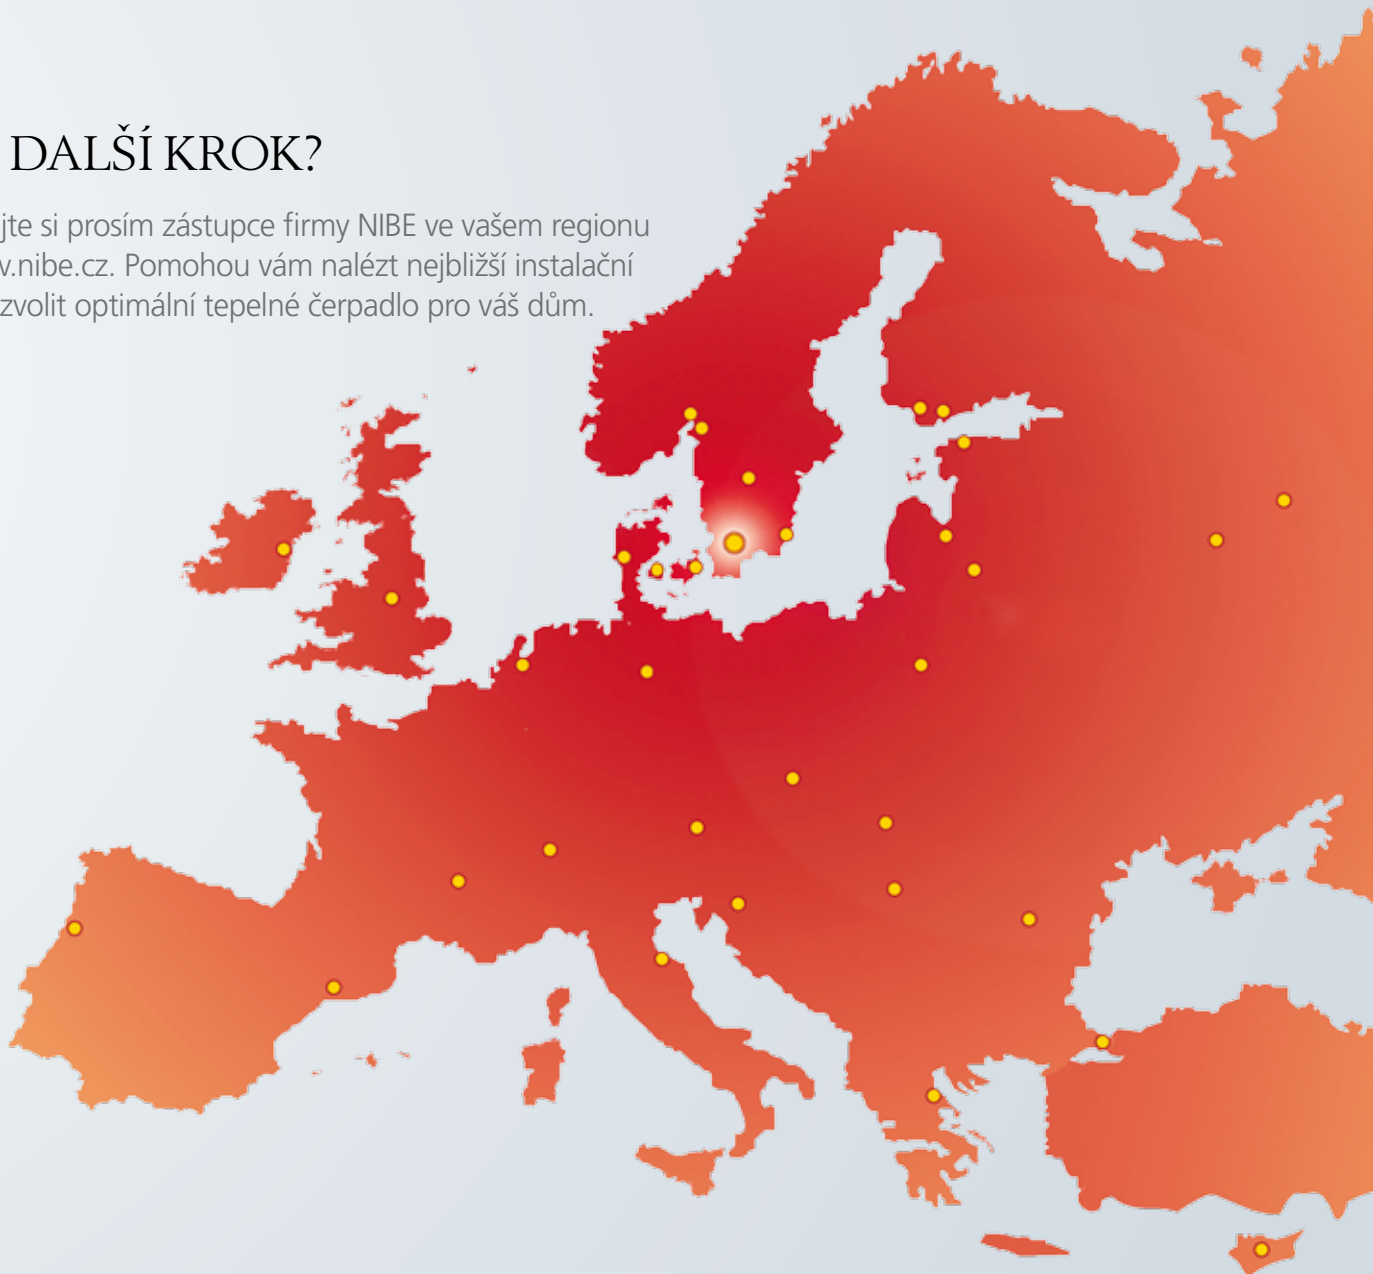 DALŠÍ KROK?
jte si prosím zástupce firmy NIBE ve vašem regionu
.nibe.cz. Pomohou vám nalézt nejbližší instalační
zvolit optimální tepelné čerpadlo pro váš dům.